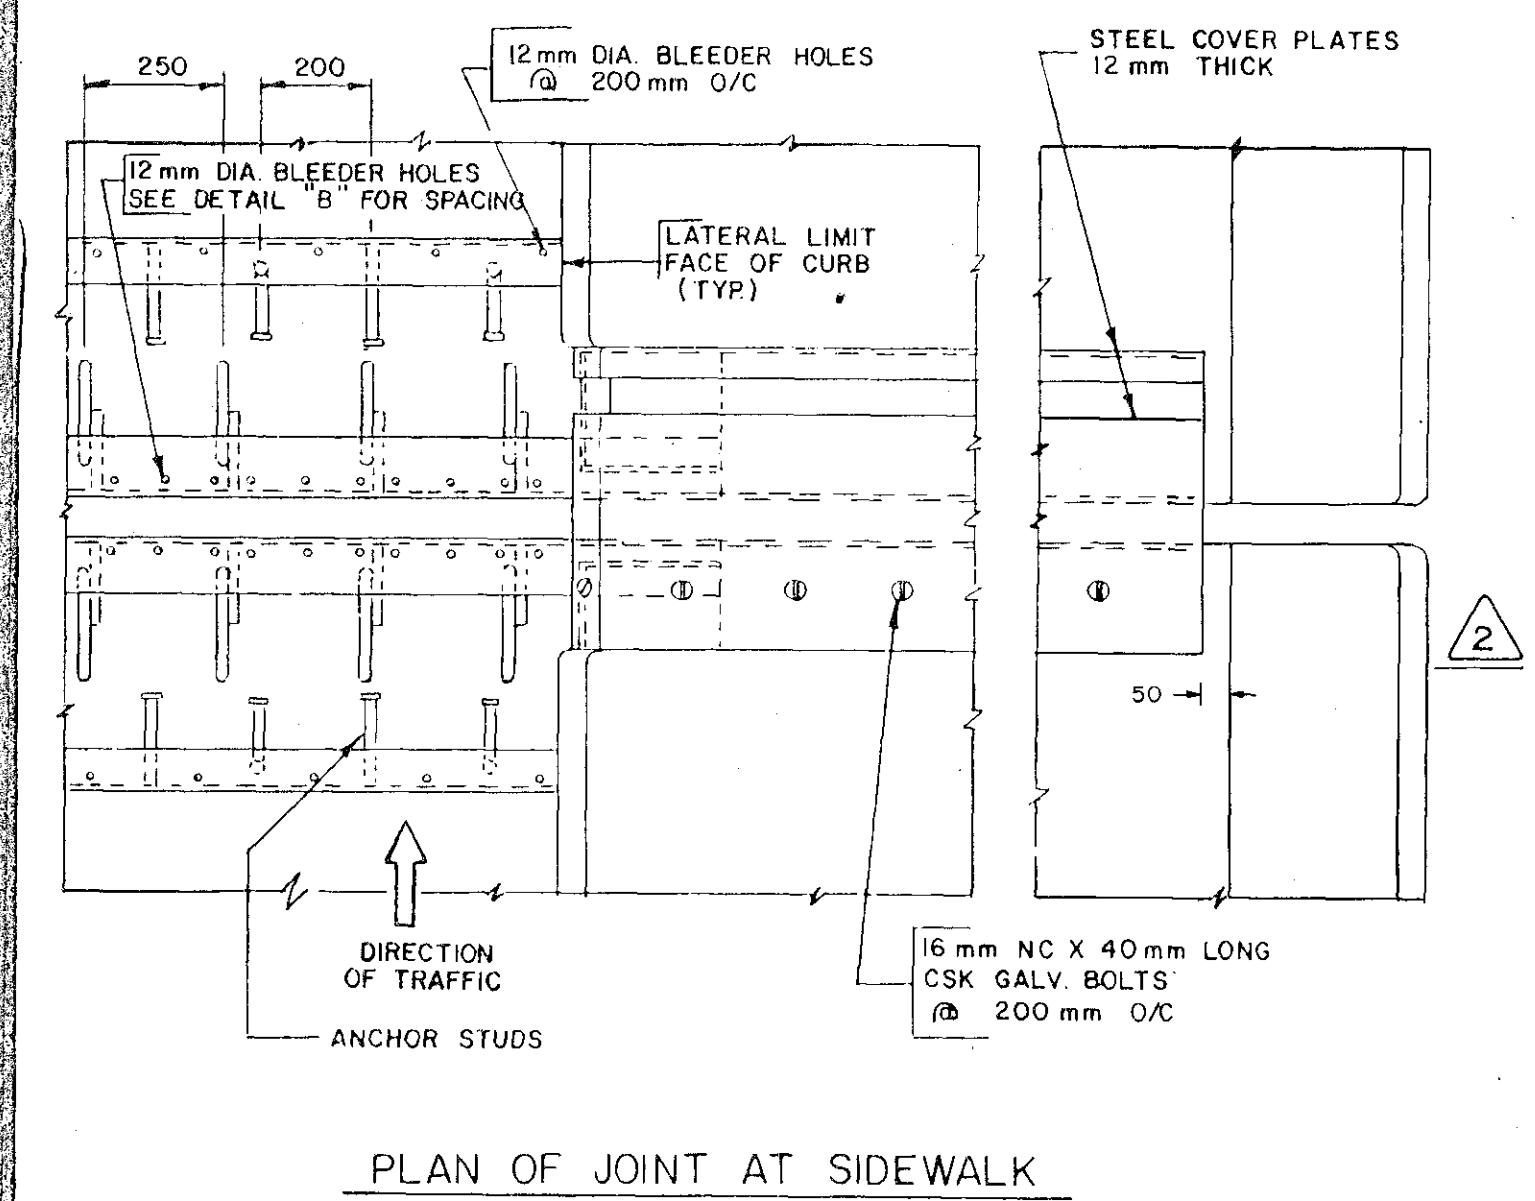 250
200
12 mm DIA. BLEEDER HOLES
@ 200 mm O/C
STEEL COVER PLATES
12 mm THICK
12 mm DIA. BLEEDER HOLES
SEE DETAIL "B" FOR SPACING
LATERAL LIMIT
FACE OF CURB
(TYP.)
2
50
DIRECTION
OF TRAFFIC
ANCHOR STUDS
16 mm NC X 40 mm LONG
CSK GALV. BOLTS
@ 200 mm O/C
PLAN OF JOINT AT SIDEWALK